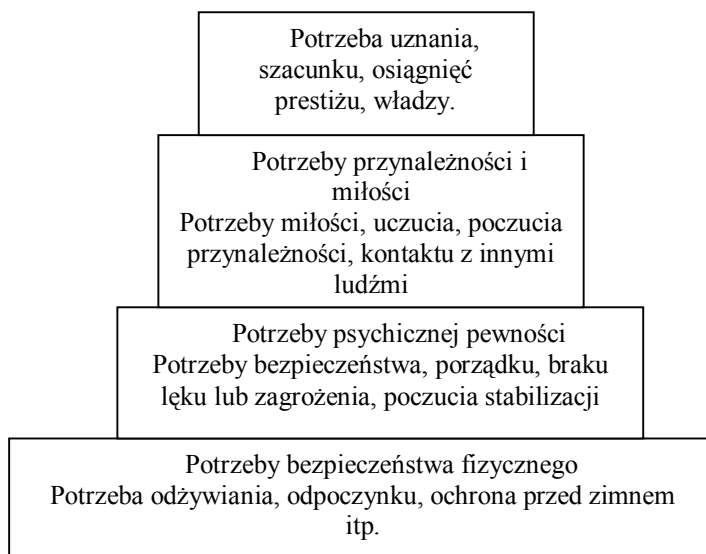 Potrzeba uznania,
szacunku, osiągnięć
prestiżu, władzy.
Potrzeby przynależności i
miłości
Potrzeby miłości, uczucia, poczucia
przynależności, kontaktu z innymi
ludźmi
Potrzeby psychicznej pewności
Potrzeby bezpieczeństwa, porządku, braku
lęku lub zagrożenia, poczucia stabilizacji
Potrzeby bezpieczeństwa fizycznego
Potrzeba odżywiania, odpoczynku, ochrona przed zimnem
itp.